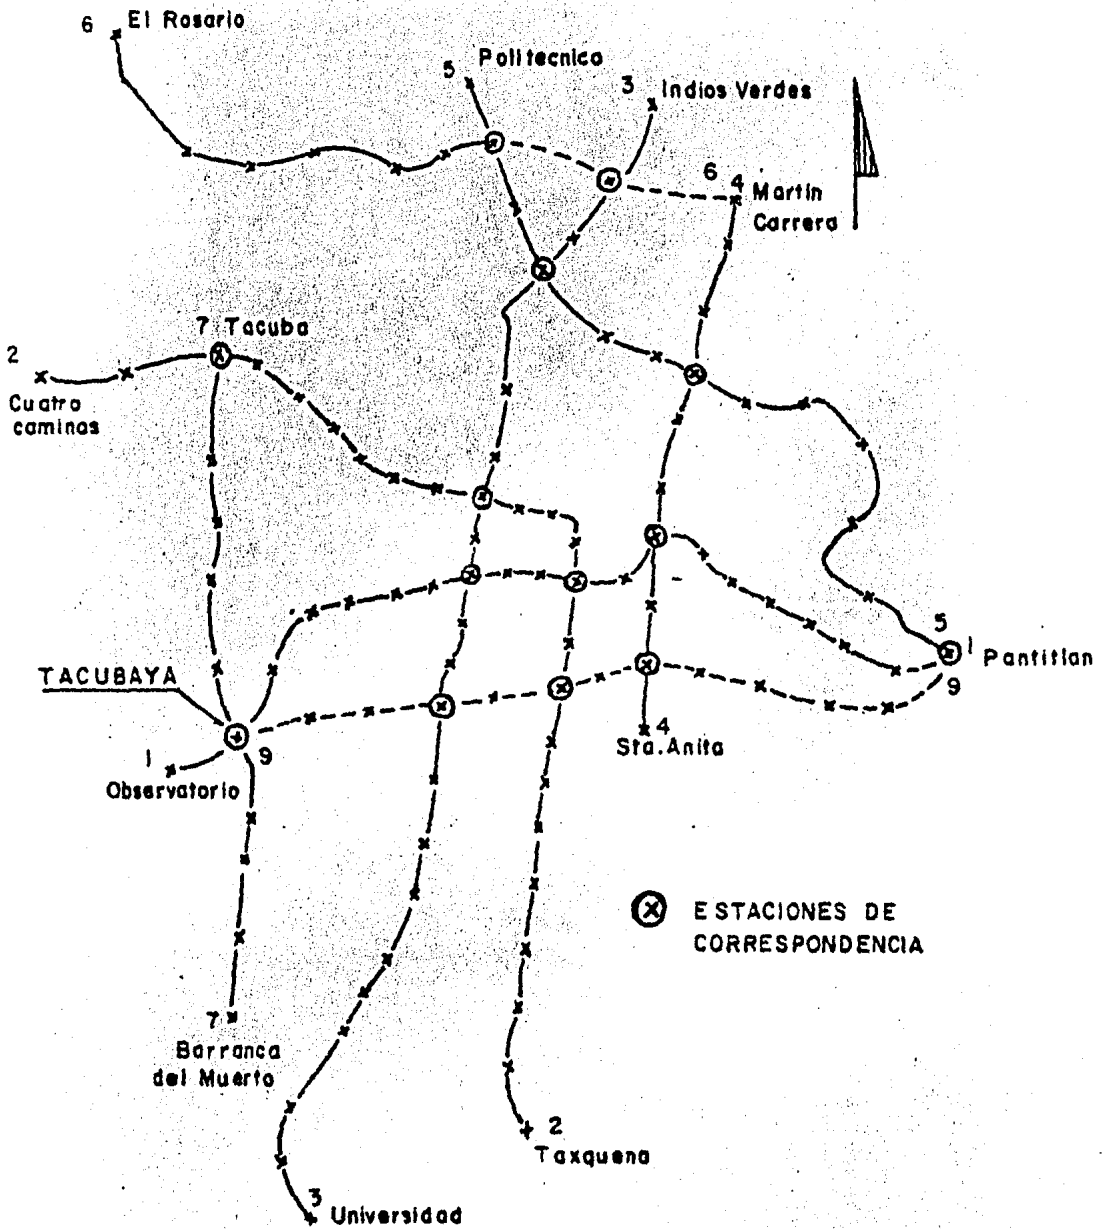 6 El Rosario
5 Politecnico
3 Indios Verdes
6 4 Martin
Carrera
7 Tacuba
2
Cuatro
caminos
5
1 Pantitlan
9
TACUBAYA
1
Observatorio
9
4
Sta. Anita
ESTACIONES DE
CORRESPONDENCIA
7
Barranca
del Muerto
2
Taxquena
3
Universidad